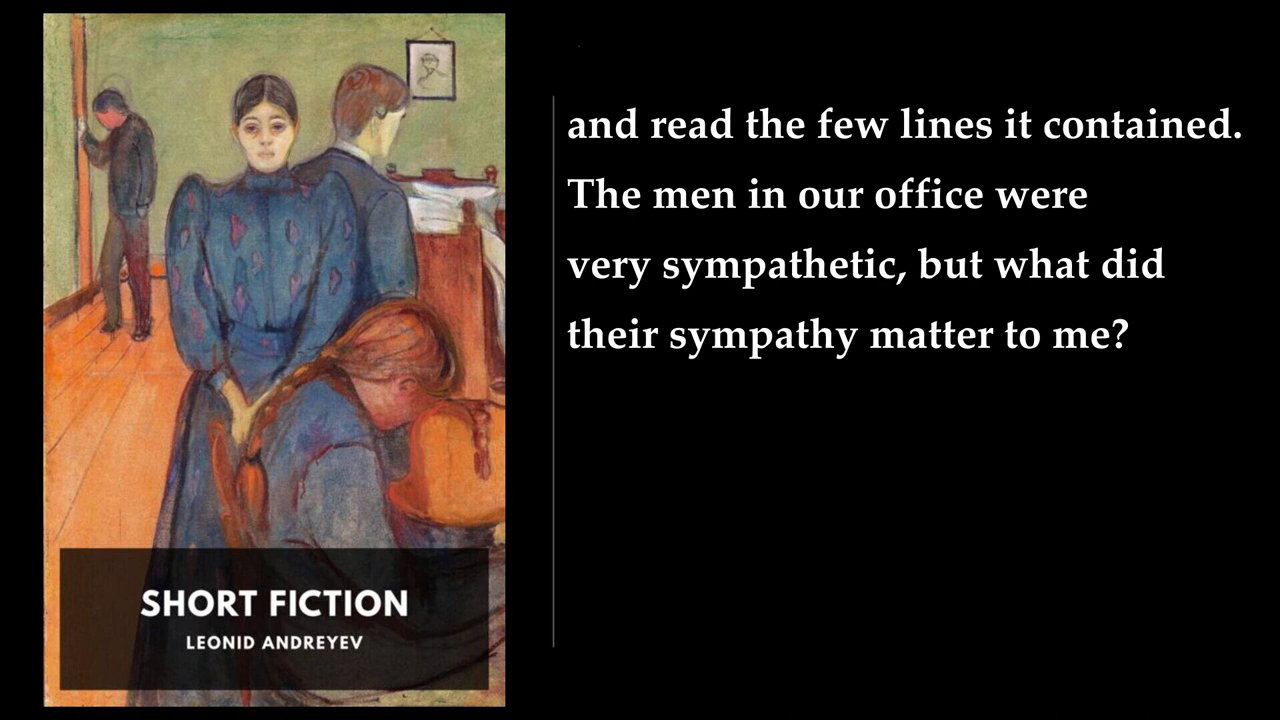 and read the few lines it contained.
The men in our office were
very sympathetic, but what did
their sympathy matter to me?
SHORT FICTION
LEONID ANDREYEV